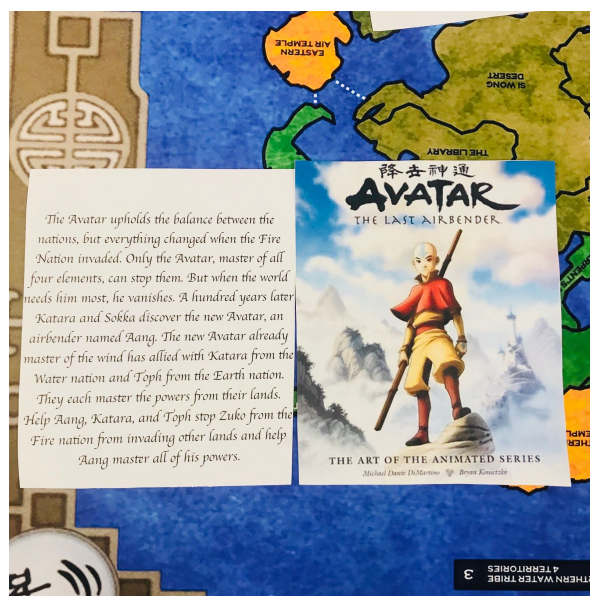 EASTERN
AIR TEMPLE
SI WONG
DESERT
THE LIBRARY
The Avatar upholds the balance between the
nations, but everything changed when the Fire
Nation invaded. Only the Avatar, master of all
four elements, can stop them. But when the world
needs him most, he vanishes. A hundred years later
Katara and Sokka discover the new Avatar, an
airbender named Aang. The new Avatar already
master of the wind has allied with Katara from the
Water nation and Toph from the Earth nation.
They each master the powers from their lands.
Help Aang, Katara, and Toph stop Zuko from the
Fire nation from invading other lands and help
Aang master all of his powers.
降世神通
AVATAR
THE LAST AIRBENDER
THE ART OF THE ANIMATED SERIES
Michael Dante DiMartino Bryan Konietzko
THERN WATER TRIBE
4 TERRITORIES
3